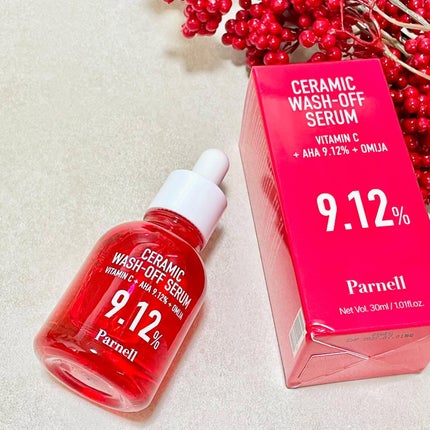 CERAMIC
WASH-OFF
SERUM
VITAMIN C
+ AHA 9.12% + OMIJA
9.12%
Parnell
Net Vol. 30ml / 1.01fl.oz.
CERAMIC
WASH-OFF SERUM
VITAMIN C + AHA 9.12% + OMIJA
9.12%
Parnell